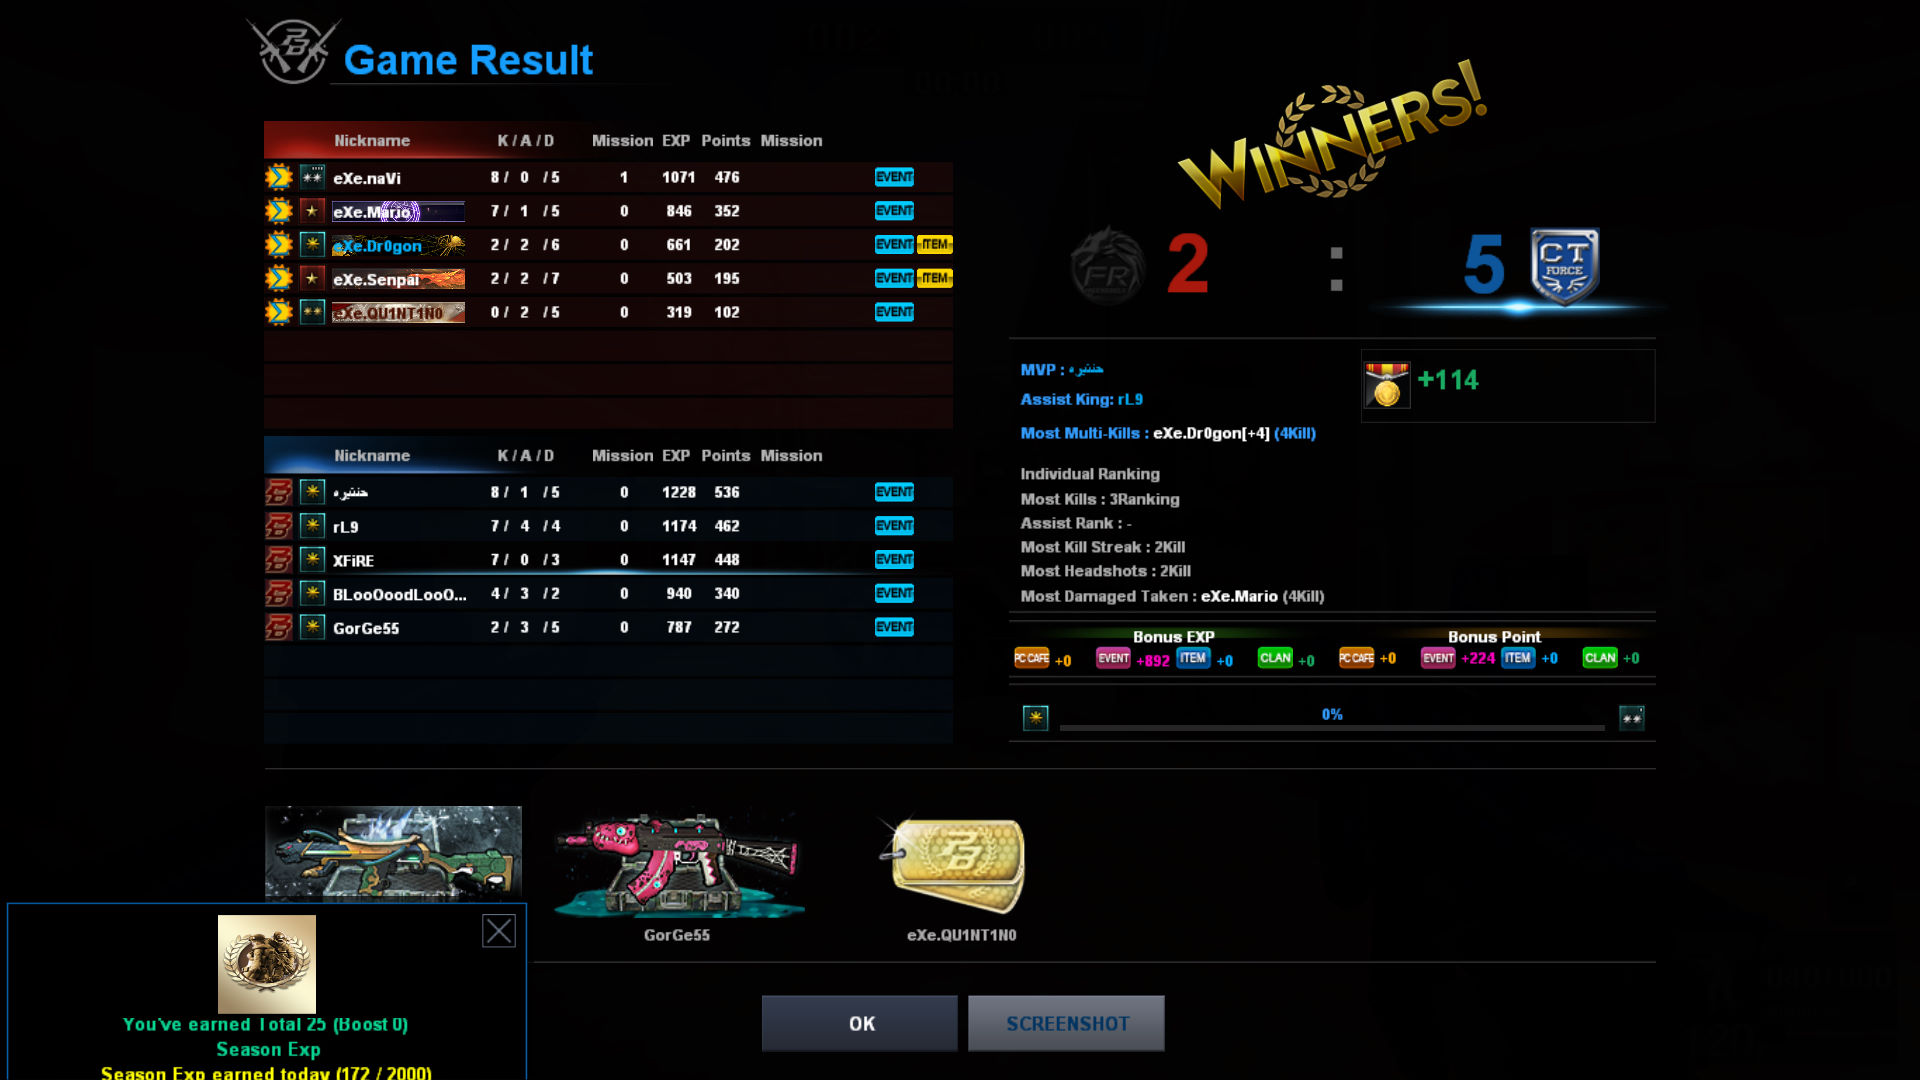 Game Result
Nickname K / A / D Mission EXP Points Mission
eXe.naVi 8 / 0 / 5 1 1071 476 EVENT
eXe.Mario 7 / 1 / 5 0 846 352 EVENT
eXe.Dr0gon 2 / 2 / 6 0 661 202 EVENT ITEM
eXe.Senpai 2 / 2 / 7 0 503 195 EVENT ITEM
eXe.QU1NT1N0 0 / 2 / 5 0 319 102 EVENT
Nickname K / A / D Mission EXP Points Mission
حنتيره 8 / 1 / 5 0 1228 536 EVENT
rL9 7 / 4 / 4 0 1174 462 EVENT
XFiRE 7 / 0 / 3 0 1147 448 EVENT
BLooOoodLooO... 4 / 3 / 2 0 940 340 EVENT
GorGe55 2 / 3 / 5 0 787 272 EVENT
WINNERS!
FR 2 : 5 CT FORCE
MVP : حنتيره
+114
Assist King: rL9
Most Multi-Kills : eXe.Dr0gon[+4] (4Kill)
Individual Ranking
Most Kills : 3Ranking
Assist Rank : -
Most Kill Streak : 2Kill
Most Headshots : 2Kill
Most Damaged Taken : eXe.Mario (4Kill)
Bonus EXP Bonus Point
PC CAFE +0 EVENT +892 ITEM +0 CLAN +0 PC CAFE +0 EVENT +224 ITEM +0 CLAN +0
0%
GorGe55
eXe.QU1NT1N0
OK
SCREENSHOT
You've earned Total 25 (Boost 0)
Season Exp
Season Exp earned today (172 / 2000)